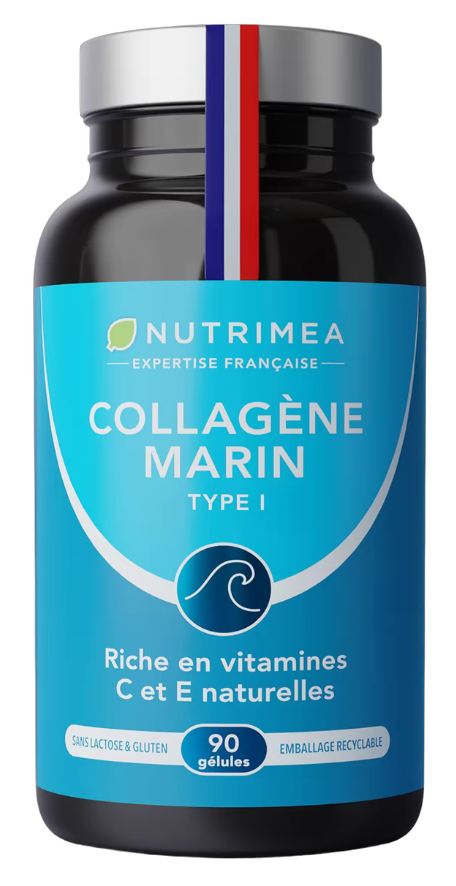 NUTRIMEA
EXPERTISE FRANÇAISE
COLLAGÈNE
MARIN
TYPE I
Riche en vitamines
C et E naturelles
SANS LACTOSE & GLUTEN
90
gélules
EMBALLAGE RECYCLABLE